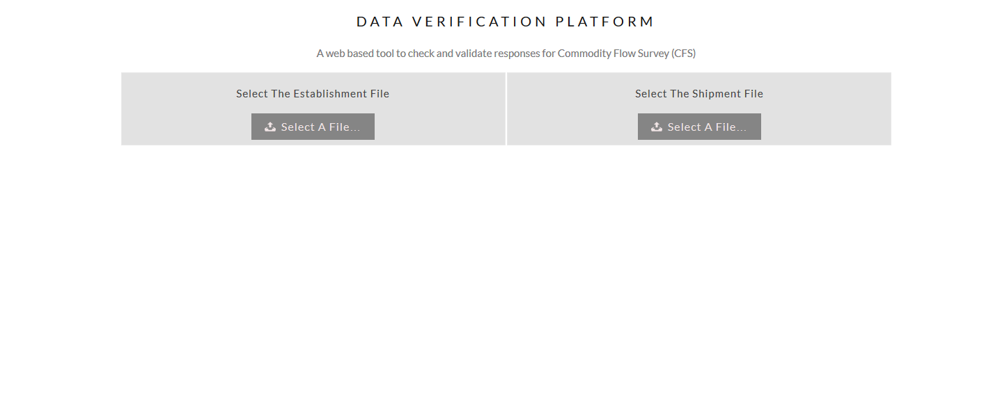 DATA VERIFICATION PLATFORM
A web based tool to check and validate responses for Commodity Flow Survey (CFS)
Select The Establishment File
Select The Shipment File
Select A File...
Select A File...